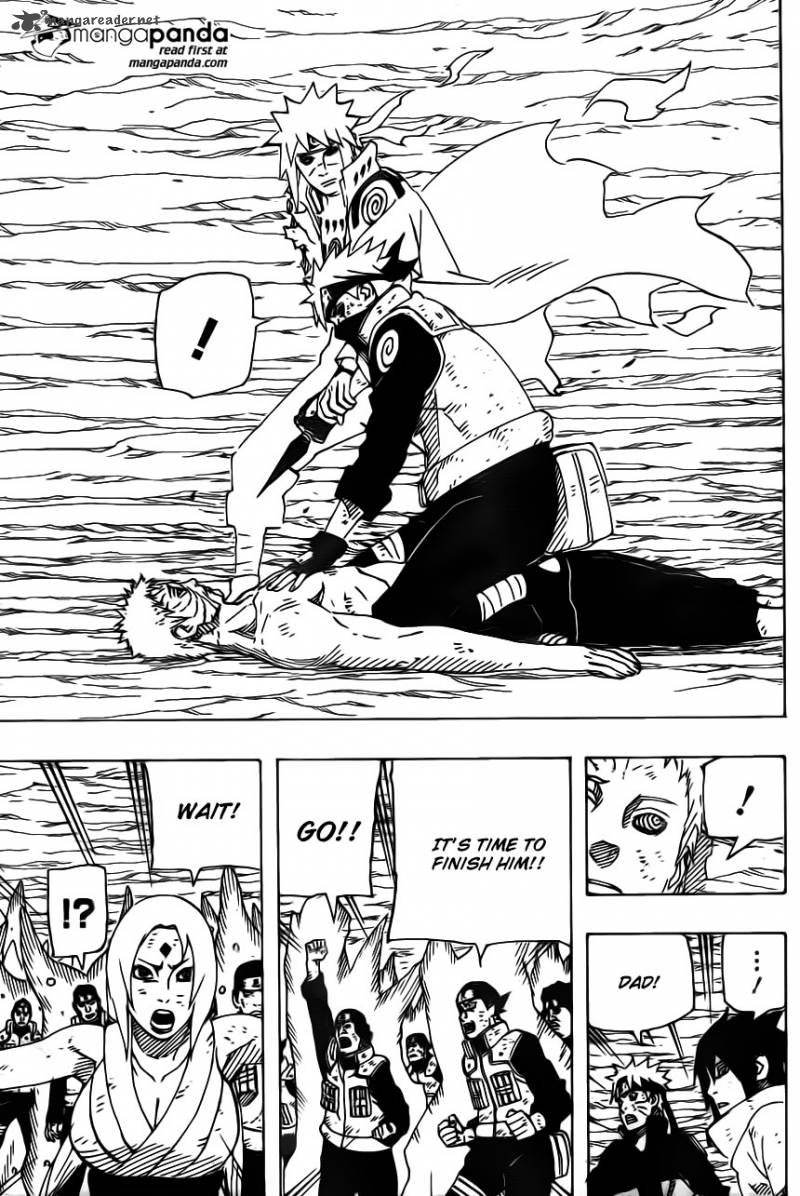 mangareader.net
mangapanda
read first at
mangapanda.com
!
!
DAD!
...!
IT'S TIME TO
FINISH HIM!!
GO!!
WAIT!
!?